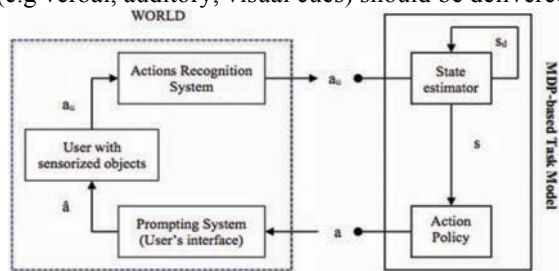 (e.g verbal, auditory, visual cues) should be delivered
WORLD
Actions Recognition
System
aᵤ
State
estimator
s_d
aᵤ
User with
sensorized objects
s
â
Prompting System
(User's interface)
a
Action
Policy
MDP-based Task Model